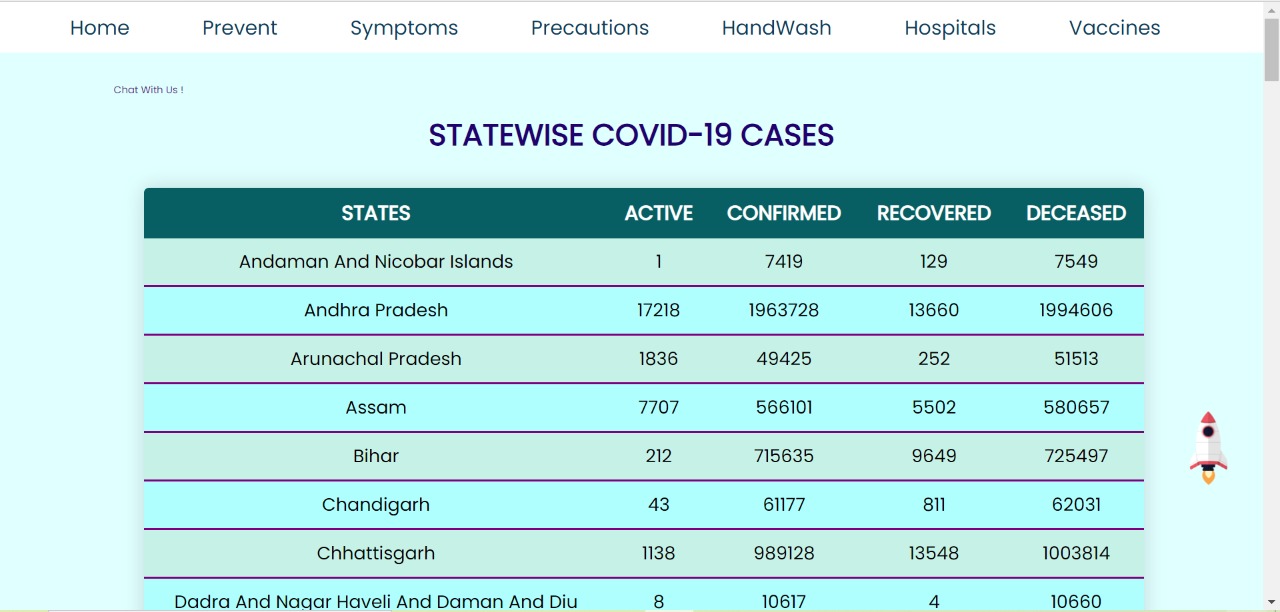 Home Prevent Symptoms Precautions HandWash Hospitals Vaccines
Chat With Us !
STATEWISE COVID-19 CASES
STATES ACTIVE CONFIRMED RECOVERED DECEASED
Andaman And Nicobar Islands 1 7419 129 7549
Andhra Pradesh 17218 1963728 13660 1994606
Arunachal Pradesh 1836 49425 252 51513
Assam 7707 566101 5502 580657
Bihar 212 715635 9649 725497
Chandigarh 43 61177 811 62031
Chhattisgarh 1138 989128 13548 1003814
Dadra And Nagar Haveli And Daman And Diu 8 10617 4 10660